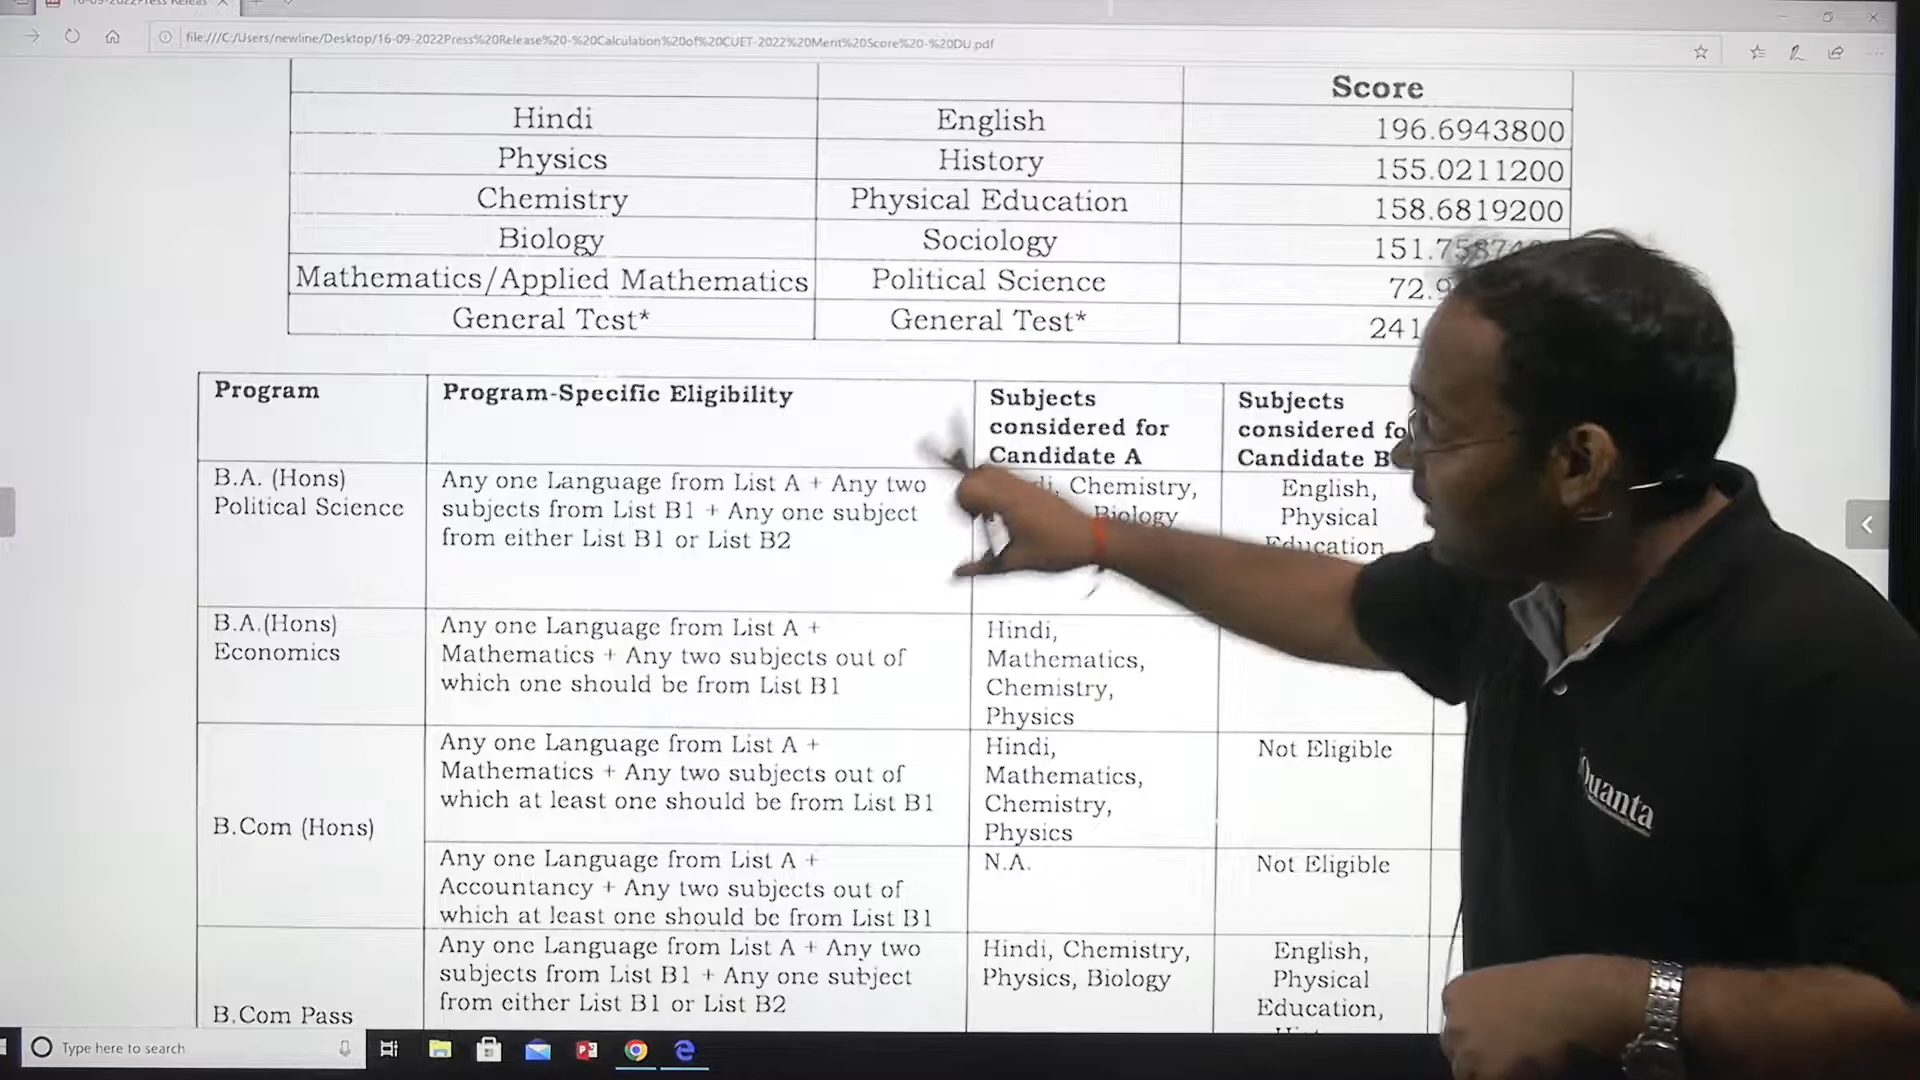 file:///C:/Users/newline/Desktop/16-09-2022Press%20Release%20-%20Calculation%20of%20CUET-2022%20Merit%20Score%20-%20DU.pdf
Score
Hindi English 196.6943800
Physics History 155.0211200
Chemistry Physical Education 158.6819200
Biology Sociology
Mathematics/Applied Mathematics Political Science
General Test* General Test*
Program
Program-Specific Eligibility
Subjects
considered for
Candidate A
Subjects
considered
Candidate B
B.A. (Hons)
Political Science
Any one Language from List A + Any two
subjects from List B1 + Any one subject
from either List B1 or List B2
Chemistry,
Biology
English,
Physical
Education
B.A.(Hons)
Economics
Any one Language from List A +
Mathematics + Any two subjects out of
which one should be from List B1
Hindi,
Mathematics,
Chemistry,
Physics
B.Com (Hons)
Any one Language from List A +
Mathematics + Any two subjects out of
which at least one should be from List B1
Hindi,
Mathematics,
Chemistry,
Physics
Not Eligible
Any one Language from List A +
Accountancy + Any two subjects out of
which at least one should be from List B1
N.A.
Not Eligible
B.Com Pass
Any one Language from List A + Any two
subjects from List B1 + Any one subject
from either List B1 or List B2
Hindi, Chemistry,
Physics, Biology
English,
Physical
Education,
Type here to search